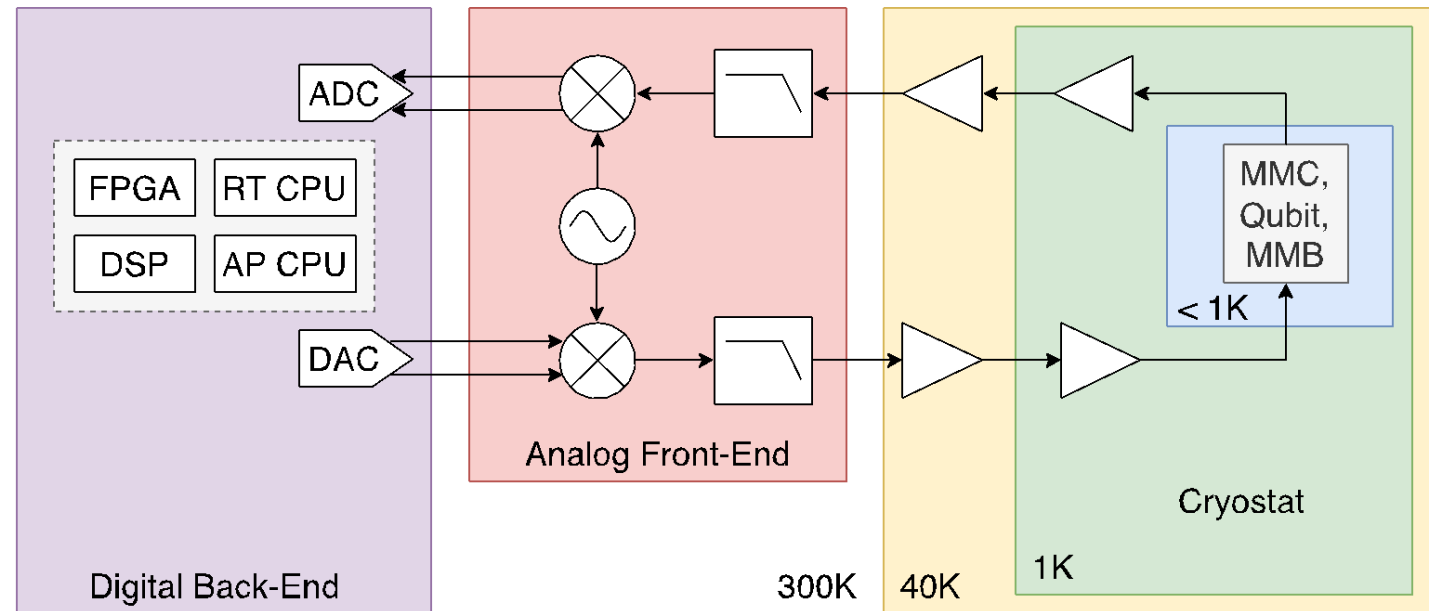 ADC
FPGA
RT CPU
DSP
AP CPU
DAC
Digital Back-End
Analog Front-End
300K
40K
1K
Cryostat
< 1K
MMC,
Qubit,
MMB